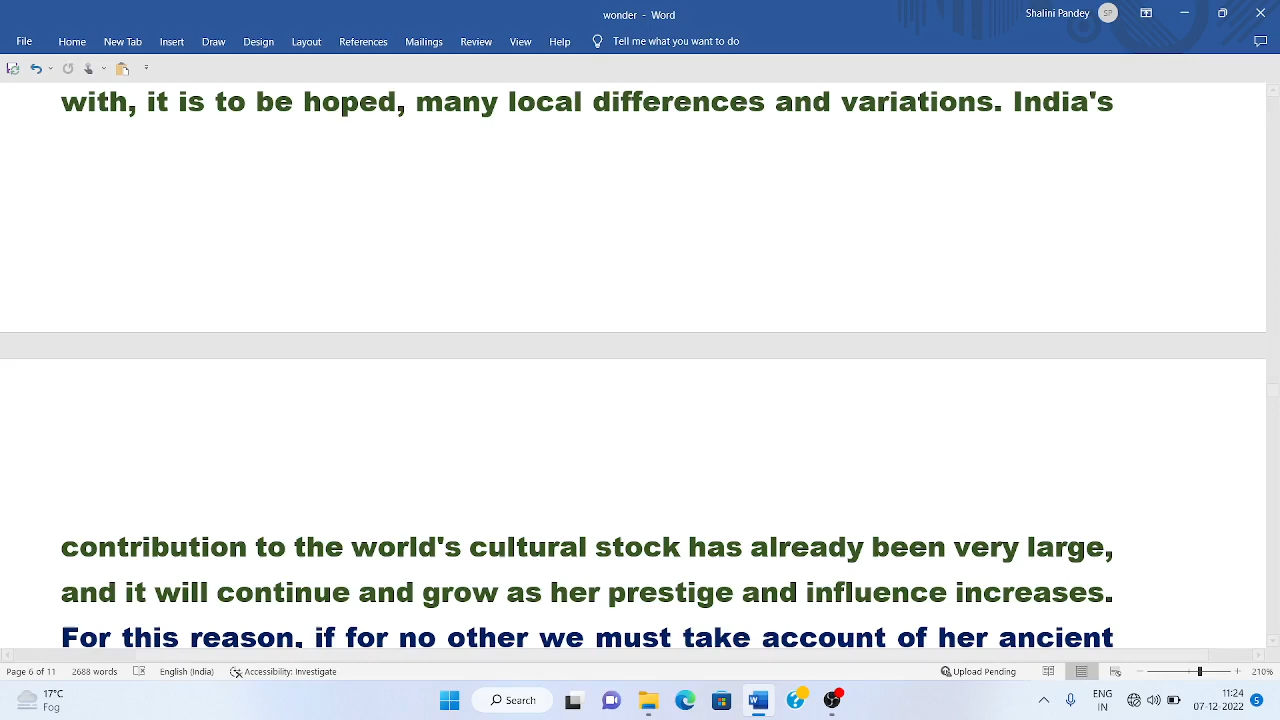 wonder - Word
Shalini Pandey SP
File Home New Tab Insert Draw Design Layout References Mailings Review View Help Tell me what you want to do
with, it is to be hoped, many local differences and variations. India's
contribution to the world's cultural stock has already been very large,
and it will continue and grow as her prestige and influence increases.
For this reason, if for no other we must take account of her ancient
Page 6 of 11 2688 words English (India) Accessibility: Investigate Upload Pending 210%
17°C
Fog
Search
ENG
IN
11:24
07-12-2022
5